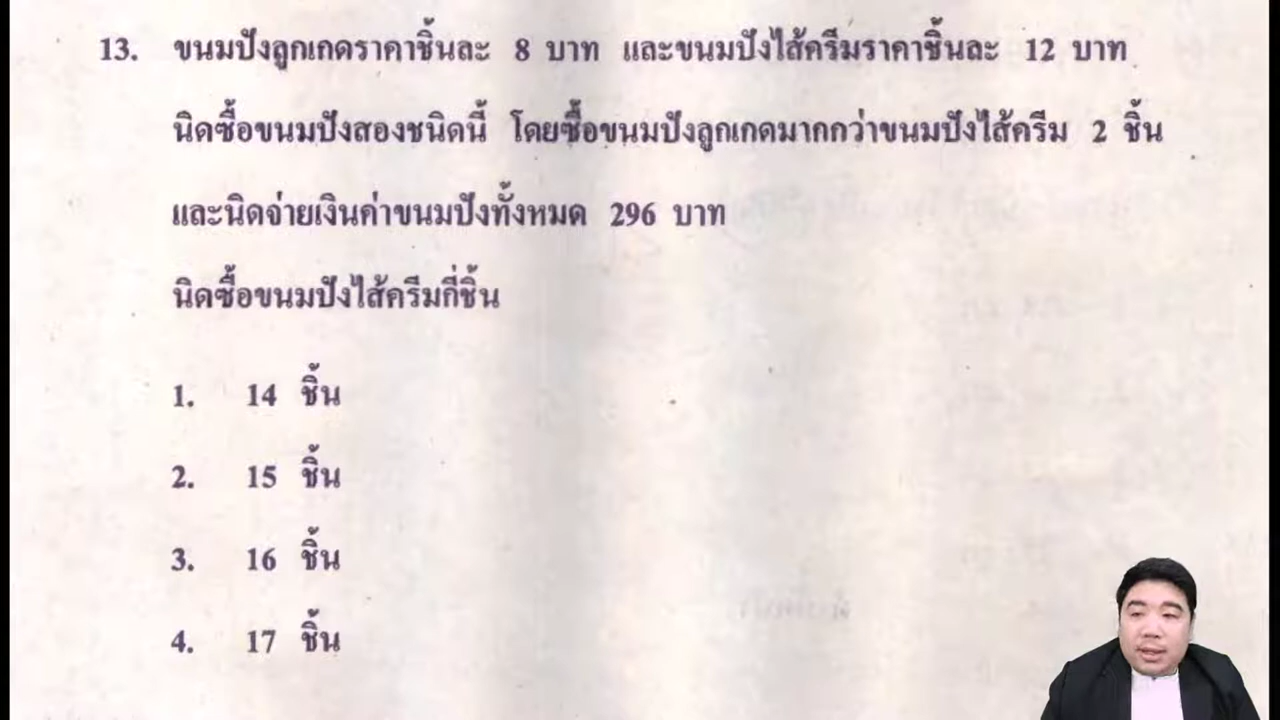 13. ขนมปังลูกเกดราคาชิ้นละ 8 บาท และขนมปังไส้ครีมราคาชิ้นละ 12 บาท
นิดซื้อขนมปังสองชนิดนี้ โดยซื้อขนมปังลูกเกดมากกว่าขนมปังไส้ครีม 2 ชิ้น
และนิดจ่ายเงินค่าขนมปังทั้งหมด 296 บาท
นิดซื้อขนมปังไส้ครีมกี่ชิ้น
1. 14 ชิ้น
2. 15 ชิ้น
3. 16 ชิ้น
4. 17 ชิ้น